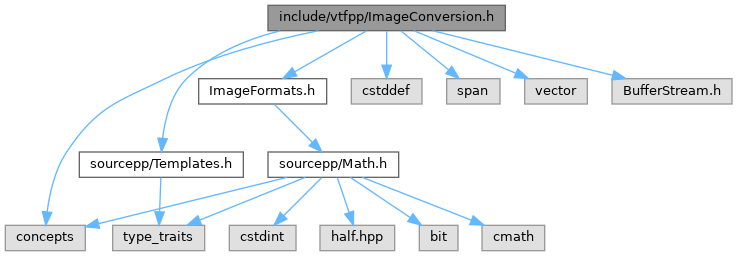 include/vtfpp/ImageConversion.h
ImageFormats.h
cstddef
span
vector
BufferStream.h
sourcepp/Templates.h
sourcepp/Math.h
concepts
type_traits
cstdint
half.hpp
bit
cmath